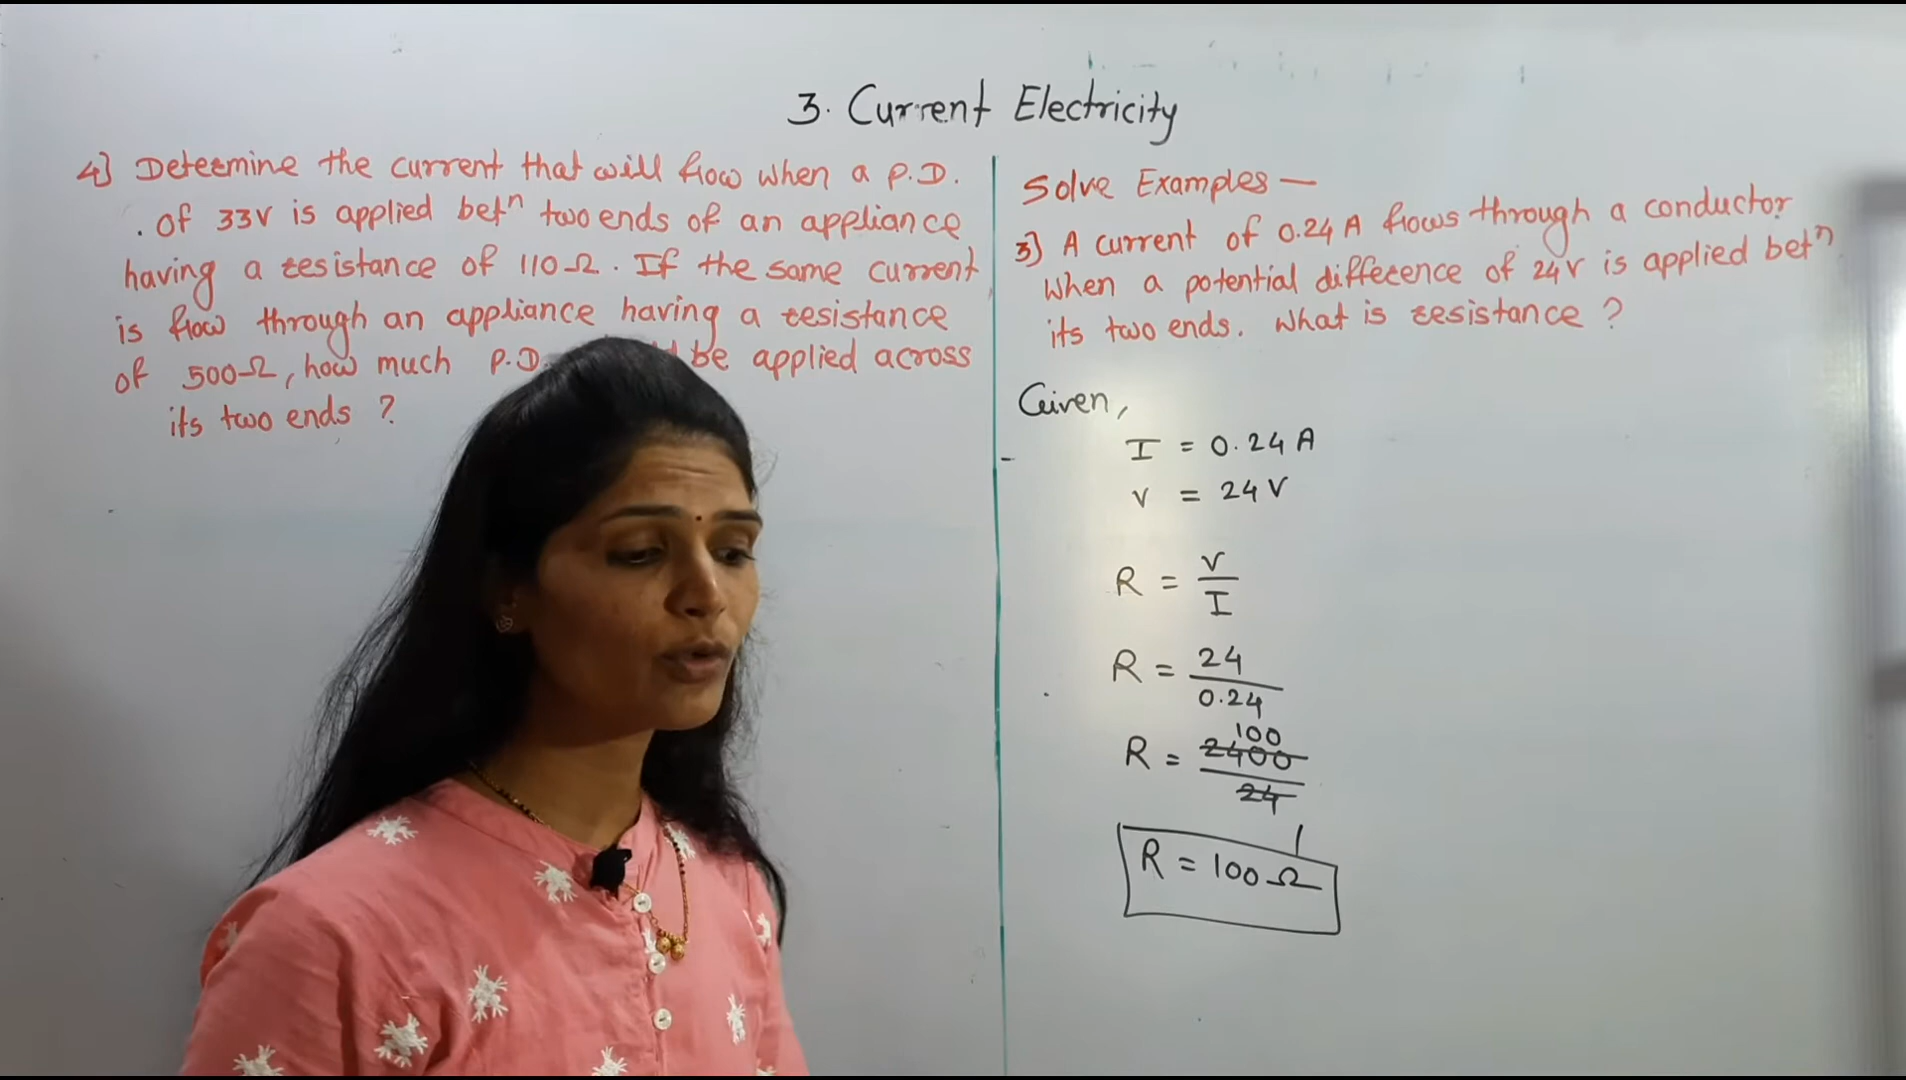 3. Current Electricity
4] Determine the current that will flow when a P.D.
of 33V is applied betⁿ two ends of an appliance
having a resistance of 110Ω. If the same current
is flow through an appliance having a resistance
of 500Ω, how much P.D. be applied across
its two ends ?
Solve Examples —
3] A current of 0.24 A flows through a conductor
when a potential difference of 24V is applied betⁿ
its two ends. What is resistance ?
Given,
I = 0.24 A
V = 24 V
R = V
I
R = 24
0.24
100
R = 2400
24
1
R = 100 Ω